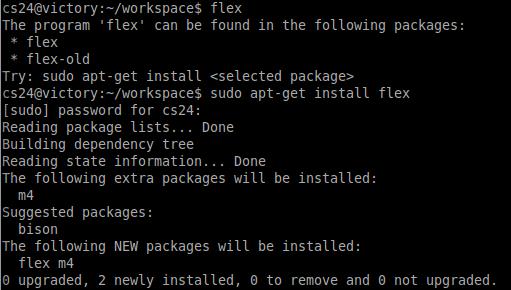 cs24@victory:~/workspace$ flex
The program 'flex' can be found in the following packages:
 * flex
 * flex-old
Try: sudo apt-get install <selected package>
cs24@victory:~/workspace$ sudo apt-get install flex
[sudo] password for cs24:
Reading package lists... Done
Building dependency tree
Reading state information... Done
The following extra packages will be installed:
  m4
Suggested packages:
  bison
The following NEW packages will be installed:
  flex m4
0 upgraded, 2 newly installed, 0 to remove and 0 not upgraded.